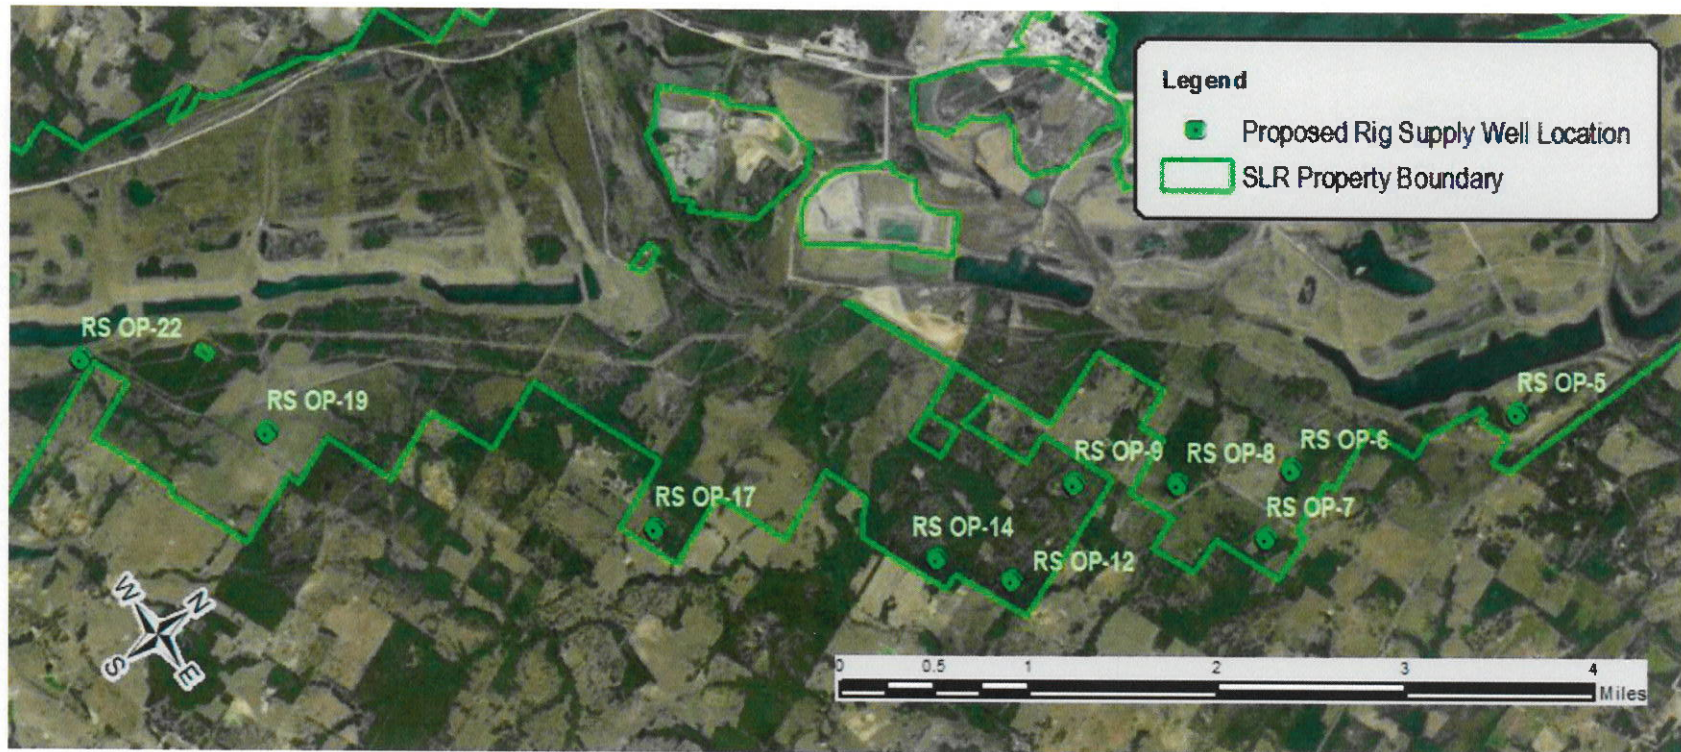 Legend
Proposed Rig Supply Well Location
SLR Property Boundary
RS OP-22
RS OP-19
RS OP-5
RS OP-9
RS OP-8
RS OP-6
RS OP-17
RS OP-7
RS OP-14
RS OP-12
W
N
S
E
0 0.5 1 2 3 4
Miles